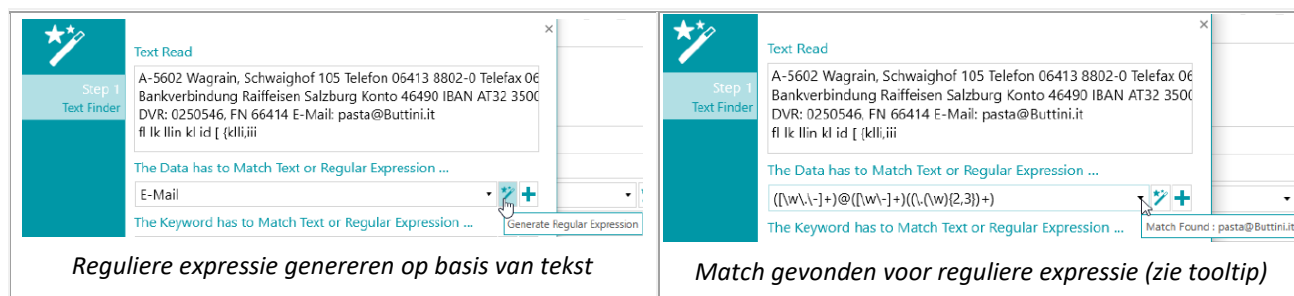 Text Read
Step 1
Text Finder
A-5602 Wagrain, Schwaighof 105 Telefon 06413 8802-0 Telefax 06
Bankverbindung Raiffeisen Salzburg Konto 46490 IBAN AT32 3500
DVR: 0250546, FN 66414 E-Mail: pasta@Buttini.it
fl lk llin kl id [ {klli,iii
The Data has to Match Text or Regular Expression ...
E-Mail
The Keyword has to Match Text or Regular Expression ...
Generate Regular Expression
Reguliere expressie genereren op basis van tekst
Text Read
Step 1
Text Finder
A-5602 Wagrain, Schwaighof 105 Telefon 06413 8802-0 Telefax 06
Bankverbindung Raiffeisen Salzburg Konto 46490 IBAN AT32 3500
DVR: 0250546, FN 66414 E-Mail: pasta@Buttini.it
fl lk llin kl id [ {klli,iii
The Data has to Match Text or Regular Expression ...
([\w\.\-]+)@([\w\-]+)((\.(\w){2,3})+)
The Keyword has to Match Text or Regular Expression ...
Match Found : pasta@Buttini.it
Match gevonden voor reguliere expressie (zie tooltip)